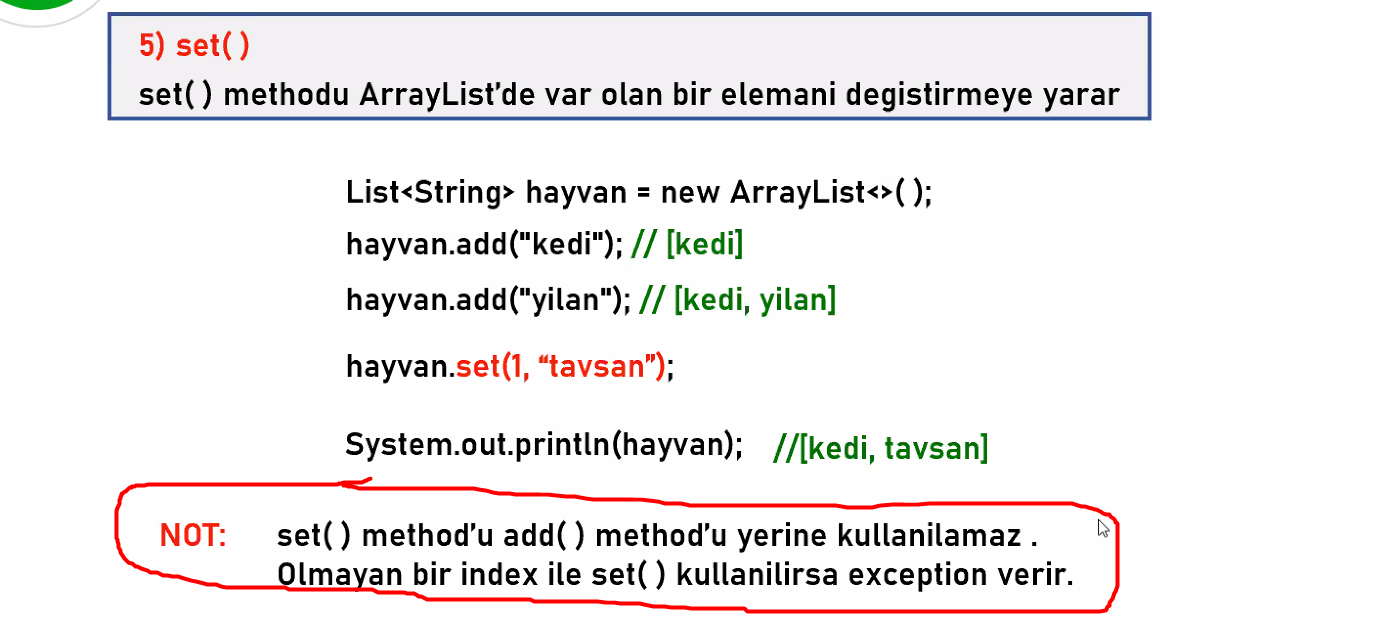 5) set( )
set( ) methodu ArrayList’de var olan bir elemani degistirmeye yarar
List<String> hayvan = new ArrayList<>( );
hayvan.add("kedi"); // [kedi]
hayvan.add("yilan"); // [kedi, yilan]
hayvan.set(1, “tavsan”);
System.out.println(hayvan); //[kedi, tavsan]
NOT: set( ) method’u add( ) method’u yerine kullanilamaz .
Olmayan bir index ile set( ) kullanilirsa exception verir.